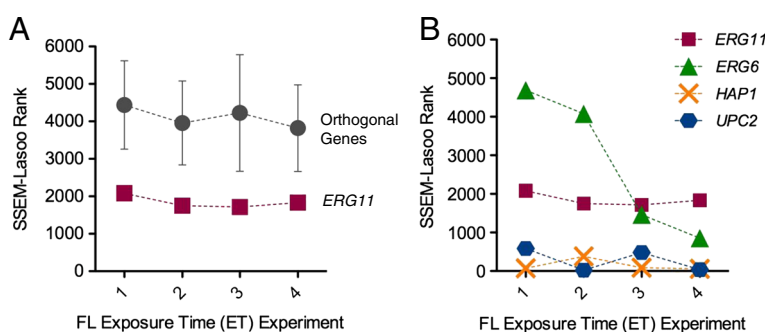 A
SSEM-Lasoo Rank
6000
5000
4000
3000
2000
1000
0
Orthogonal
Genes
ERG11
1 2 3 4
FL Exposure Time (ET) Experiment
B
SSEM-Lasoo Rank
6000
5000
4000
3000
2000
1000
0
ERG11
ERG6
HAP1
UPC2
1 2 3 4
FL Exposure Time (ET) Experiment